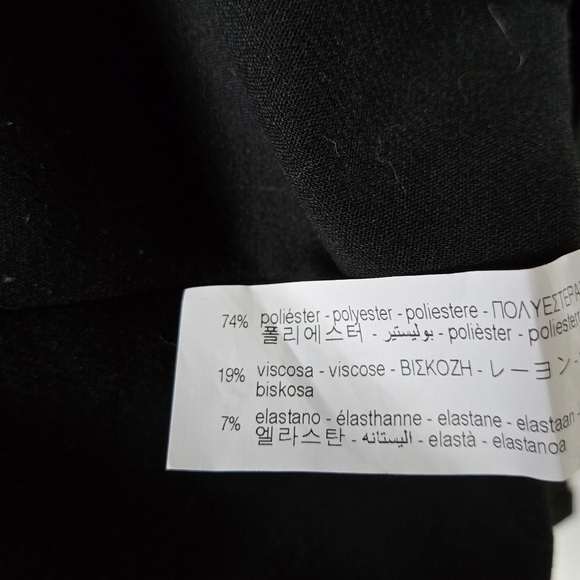 74% poliéster - polyester - poliestere - ΠΟΛΥΕΣΤΕΡΑ
폴리에스터 - بوليستير - polièster - poliester
19% viscosa - viscose - ΒΙΣΚΟΖΗ - レーヨン -
biskosa
7% elastano - élasthanne - elastane - elastaan -
엘라스탄 - اليستانه - elastà - elastanoa